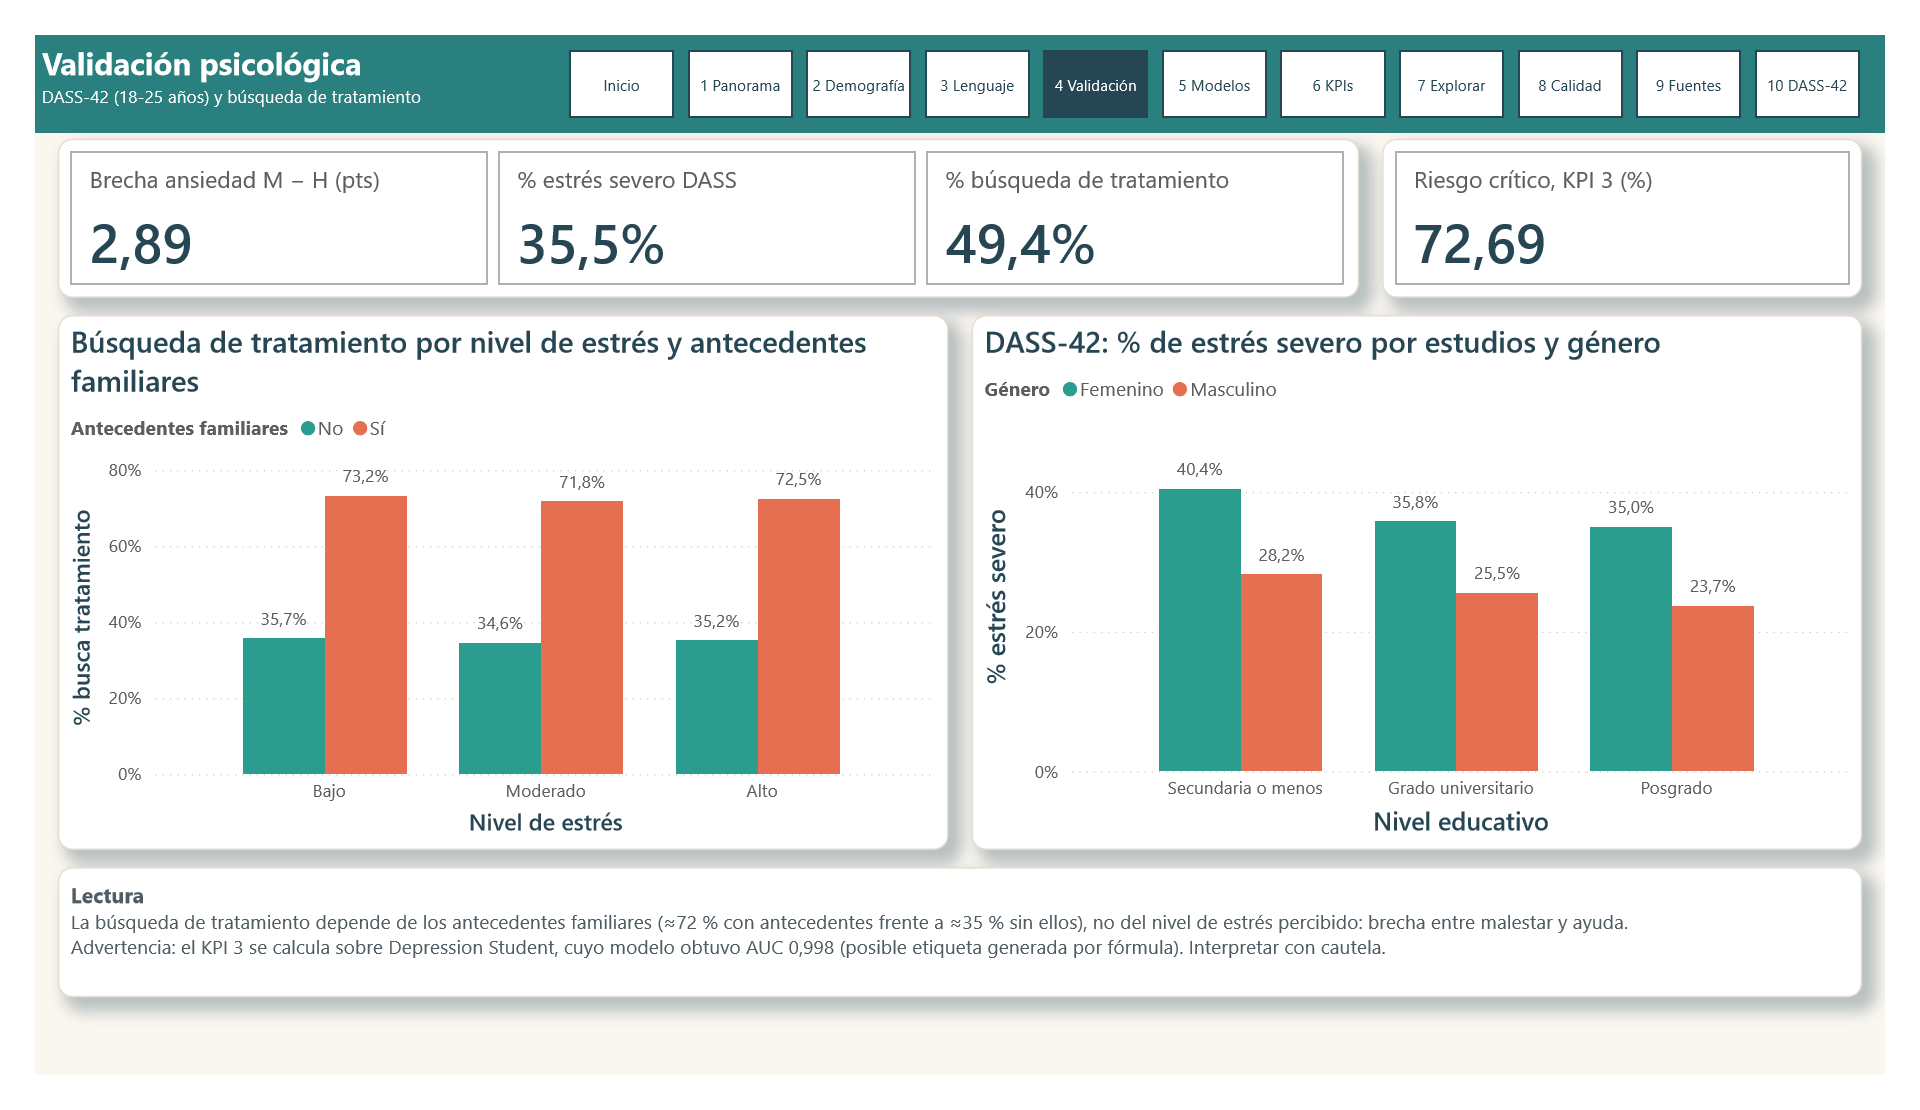 Validación psicológica
DASS-42 (18-25 años) y búsqueda de tratamiento
Inicio
1 Panorama
2 Demografía
3 Lenguaje
4 Validación
5 Modelos
6 KPIs
7 Explorar
8 Calidad
9 Fuentes
10 DASS-42
Brecha ansiedad M – H (pts)
2,89
% estrés severo DASS
35,5%
% búsqueda de tratamiento
49,4%
Riesgo crítico, KPI 3 (%)
72,69
Búsqueda de tratamiento por nivel de estrés y antecedentes
familiares
Antecedentes familiares No Sí
% busca tratamiento
80%
60%
40%
20%
0%
35,7%
73,2%
34,6%
71,8%
35,2%
72,5%
Bajo
Moderado
Alto
Nivel de estrés
DASS-42: % de estrés severo por estudios y género
Género Femenino Masculino
% estrés severo
40%
20%
0%
40,4%
28,2%
35,8%
25,5%
35,0%
23,7%
Secundaria o menos
Grado universitario
Posgrado
Nivel educativo
Lectura
La búsqueda de tratamiento depende de los antecedentes familiares (≈72 % con antecedentes frente a ≈35 % sin ellos), no del nivel de estrés percibido: brecha entre malestar y ayuda.
Advertencia: el KPI 3 se calcula sobre Depression Student, cuyo modelo obtuvo AUC 0,998 (posible etiqueta generada por fórmula). Interpretar con cautela.